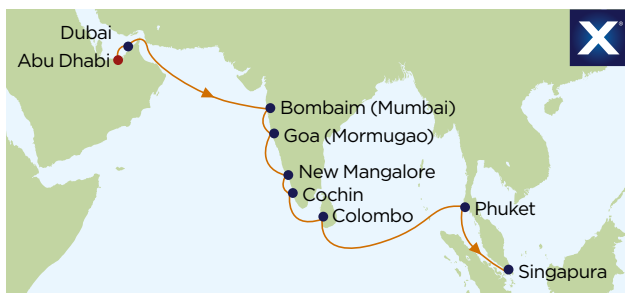 Dubai
X®
Abu Dhabi
Bombaim (Mumbai)
Goa (Mormugao)
New Mangalore
Cochin
Colombo
Phuket
Singapura